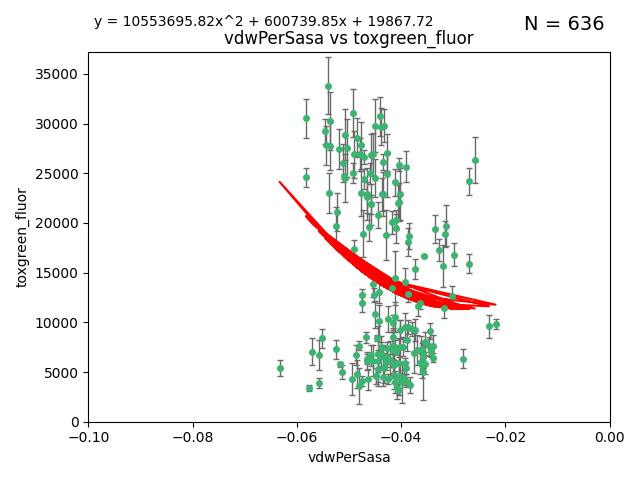 y = 10553695.82x^2 + 600739.85x + 19867.72
N = 636
vdwPerSasa vs toxgreen_fluor
35000
30000
25000
20000
15000
10000
5000
0
toxgreen_fluor
−0.10 −0.08 −0.06 −0.04 −0.02 0.00
vdwPerSasa